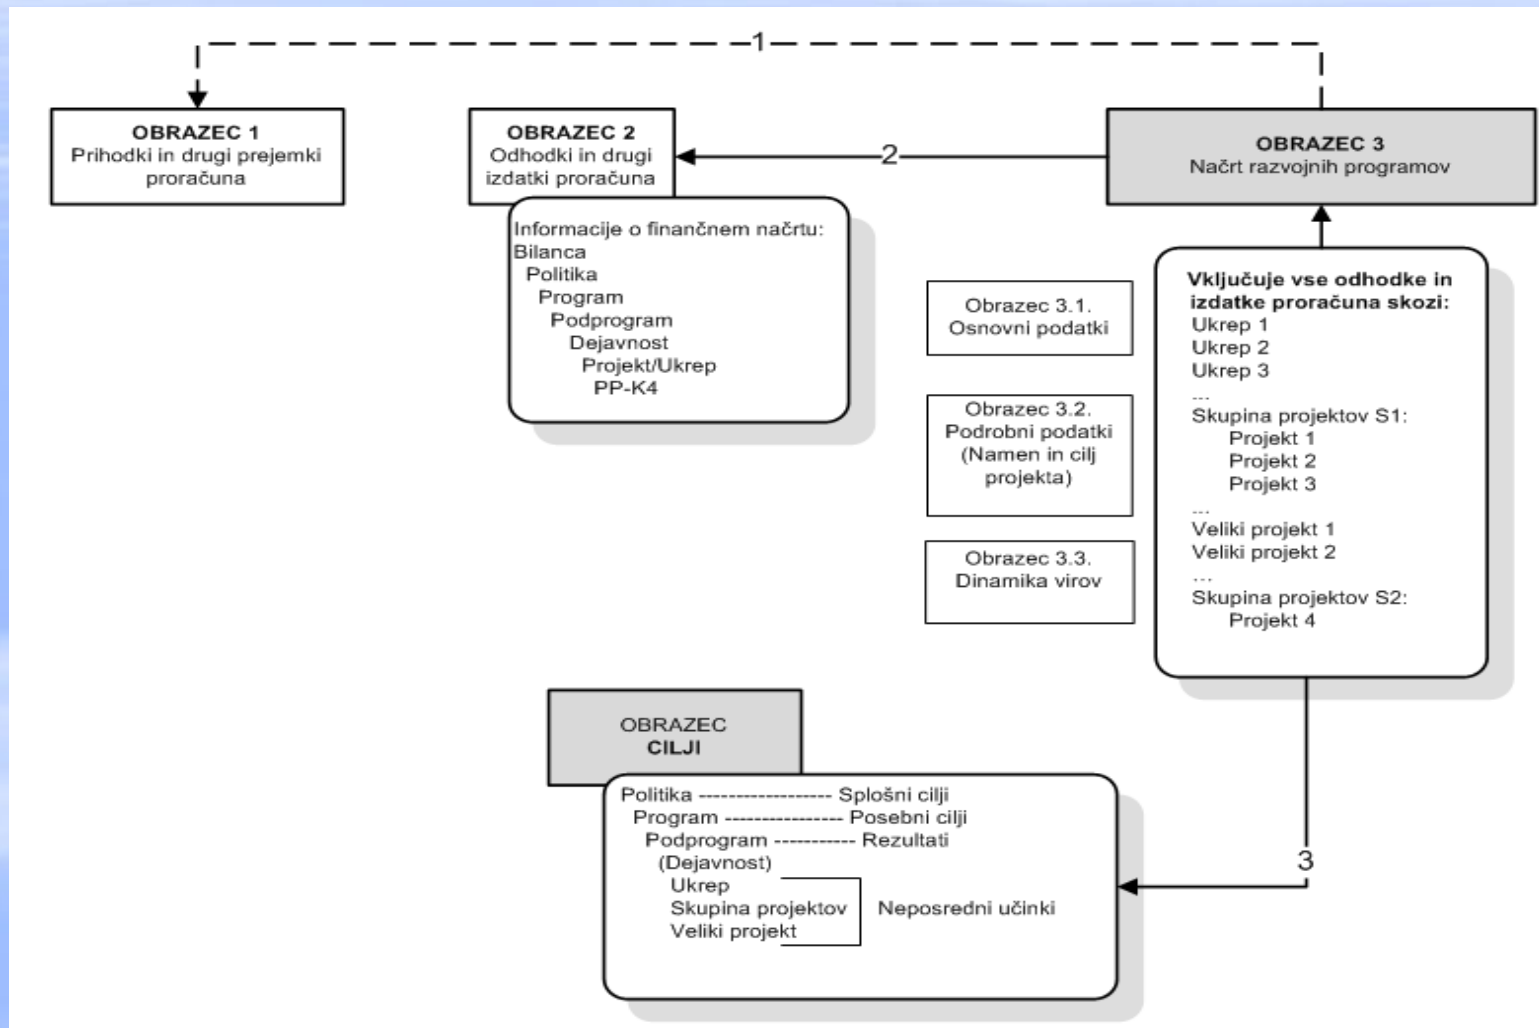 1
OBRAZEC 1
Prihodki in drugi prejemki
proračuna
OBRAZEC 2
Odhodki in drugi
izdatki proračuna
2
OBRAZEC 3
Načrt razvojnih programov
Informacije o finančnem načrtu:
Bilanca
Politika
Program
Podprogram
Dejavnost
Projekt/Ukrep
PP-K4
Obrazec 3.1.
Osnovni podatki
Obrazec 3.2.
Podrobni podatki
(Namen in cilj
projekta)
Obrazec 3.3.
Dinamika virov
Vključuje vse odhodke in
izdatke proračuna skozi:
Ukrep 1
Ukrep 2
Ukrep 3
...
Skupina projektov S1:
Projekt 1
Projekt 2
Projekt 3
...
Veliki projekt 1
Veliki projekt 2
...
Skupina projektov S2:
Projekt 4
OBRAZEC
CILJI
Politika ------------------ Splošni cilji
Program ---------------- Posebni cilji
Podprogram ----------- Rezultati
(Dejavnost)
Ukrep
Skupina projektov Neposredni učinki
Veliki projekt
3